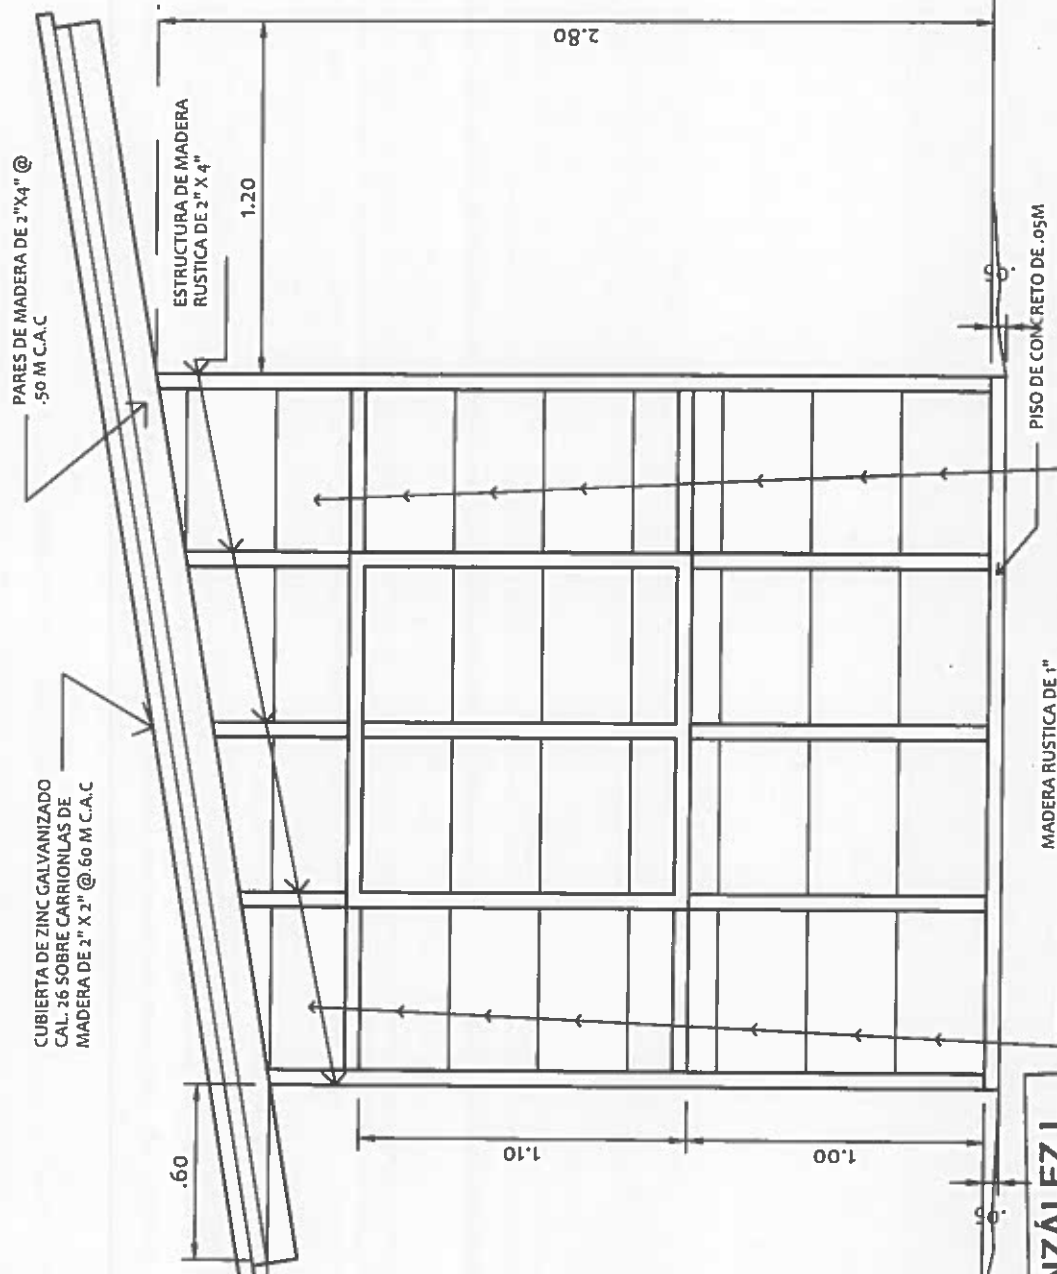 PARES DE MADERA DE 2"X4" @
.50 M C.A.C
2.80
ESTRUCTURA DE MADERA
RUSTICA DE 2" X 4"
1.20
CUBIERTA DE ZINC GALVANIZADO
CAL. 26 SOBRE CARRIONLAS DE
MADERA DE 2" X 2" @.60 M C.A.C
.60
1.10
1.00
.05
.05
PISO DE CONCRETO DE .05M
MADERA RUSTICA DE 1"